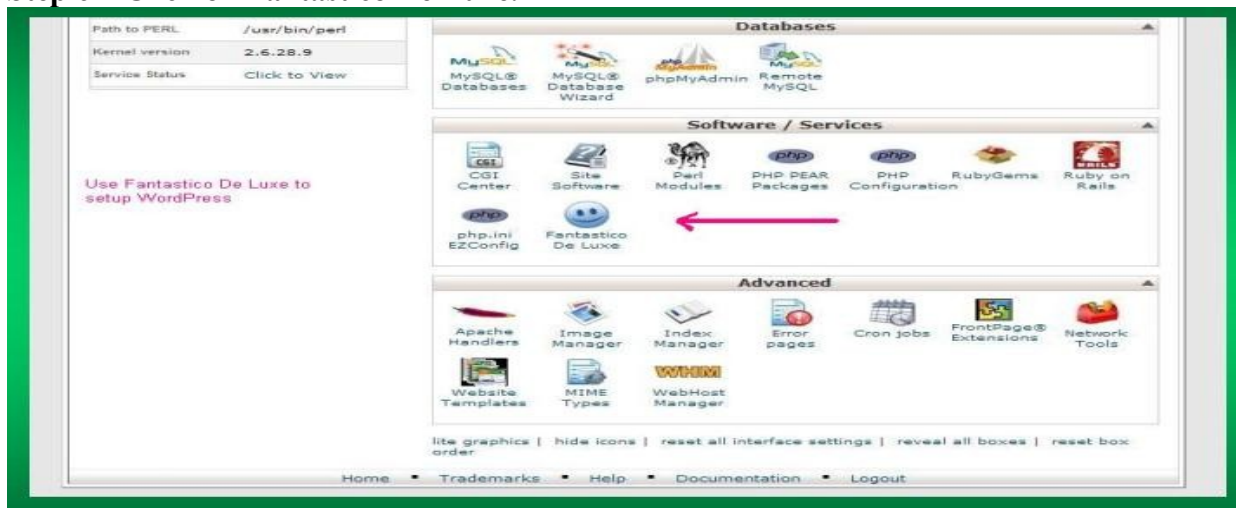 Path to PERL /usr/bin/perl
Kernel version 2.6.28.9
Service Status Click to View
Use Fantastico De Luxe to
setup WordPress
Databases
MySQL® MySQL® phpMyAdmin Remote
Databases Database MySQL
Wizard
Software / Services
CGI Site Perl PHP PEAR PHP RubyGems Ruby on
Center Software Modules Packages Configuration Rails
php.ini Fantastico
EZConfig De Luxe
Advanced
Apache Image Index Error Cron jobs FrontPage® Network
Handlers Manager Manager pages Extensions Tools
WHM
Website MIME WebHost
Templates Types Manager
lite graphics | hide icons | reset all interface settings | reveal all boxes | reset box
order
Home ▪ Trademarks ▪ Help ▪ Documentation ▪ Logout